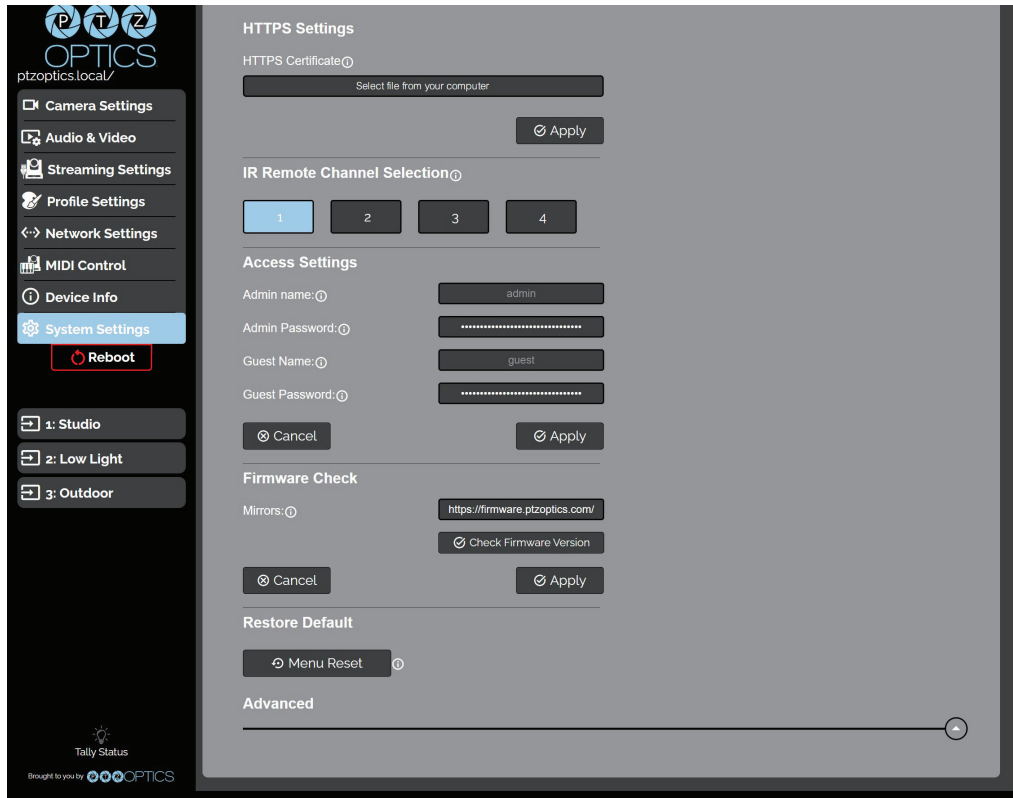 PTZ
OPTICS
ptzoptics.local/
Camera Settings
Audio & Video
Streaming Settings
Profile Settings
Network Settings
MIDI Control
Device Info
System Settings
Reboot
1: Studio
2: Low Light
3: Outdoor
Tally Status
Brought to you by PTZOPTICS
HTTPS Settings
HTTPS Certificate
Select file from your computer
Apply
IR Remote Channel Selection
1 2 3 4
Access Settings
Admin name: admin
Admin Password: ••••••••••••••••••••••••••••••••
Guest Name: guest
Guest Password: ••••••••••••••••••••••••••••••••
Cancel Apply
Firmware Check
Mirrors: https://firmware.ptzoptics.com/
Check Firmware Version
Cancel Apply
Restore Default
Menu Reset
Advanced